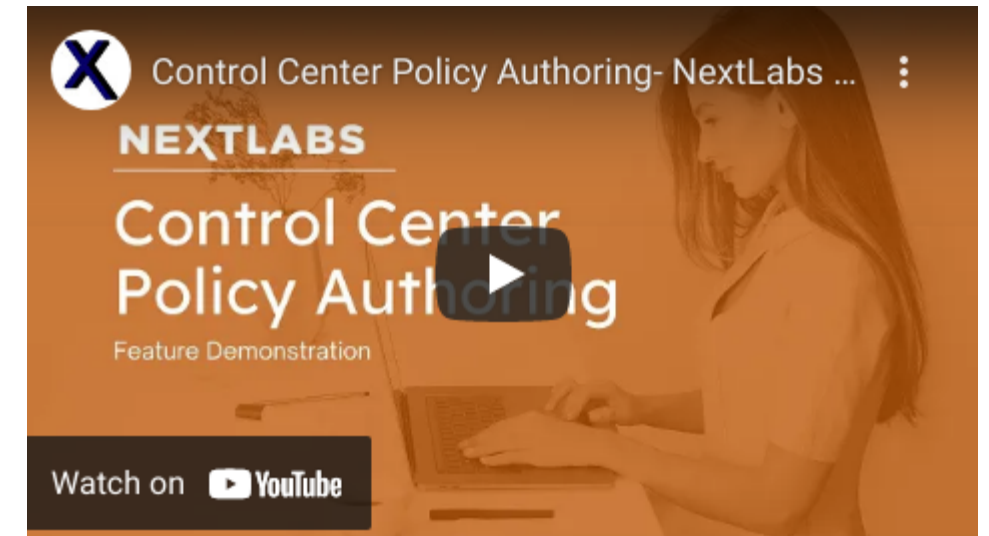 X
Control Center Policy Authoring- NextLabs ...
NEXTLABS
Control Center
Policy Authoring
Feature Demonstration
Watch on YouTube